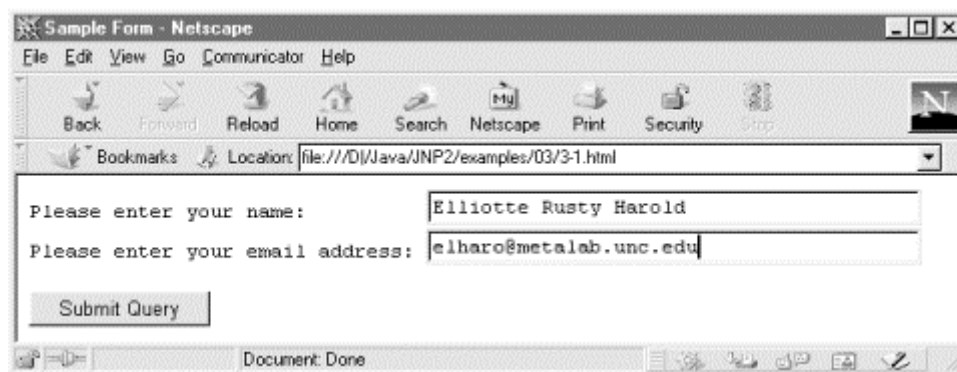 Sample Form - Netscape
File Edit View Go Communicator Help
Back Forward Reload Home Search Netscape Print Security Stop
My
N
Bookmarks Location: file:///D|/Java/JNP2/examples/03/3-1.html
Please enter your name: Elliotte Rusty Harold
Please enter your email address: elharo@metalab.unc.edu
Submit Query
Document: Done